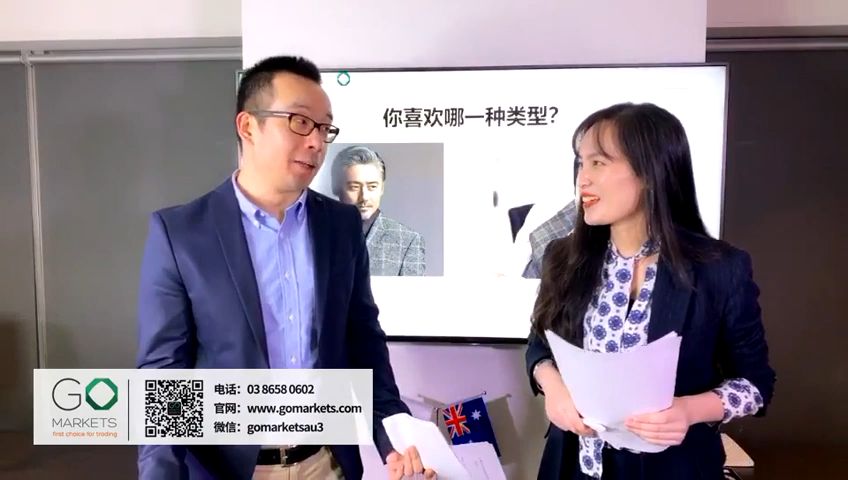 你喜欢哪一种类型?
GO
MARKETS
first choice for trading
电话: 03 8658 0602
官网: www.gomarkets.com
微信: gomarketsau3